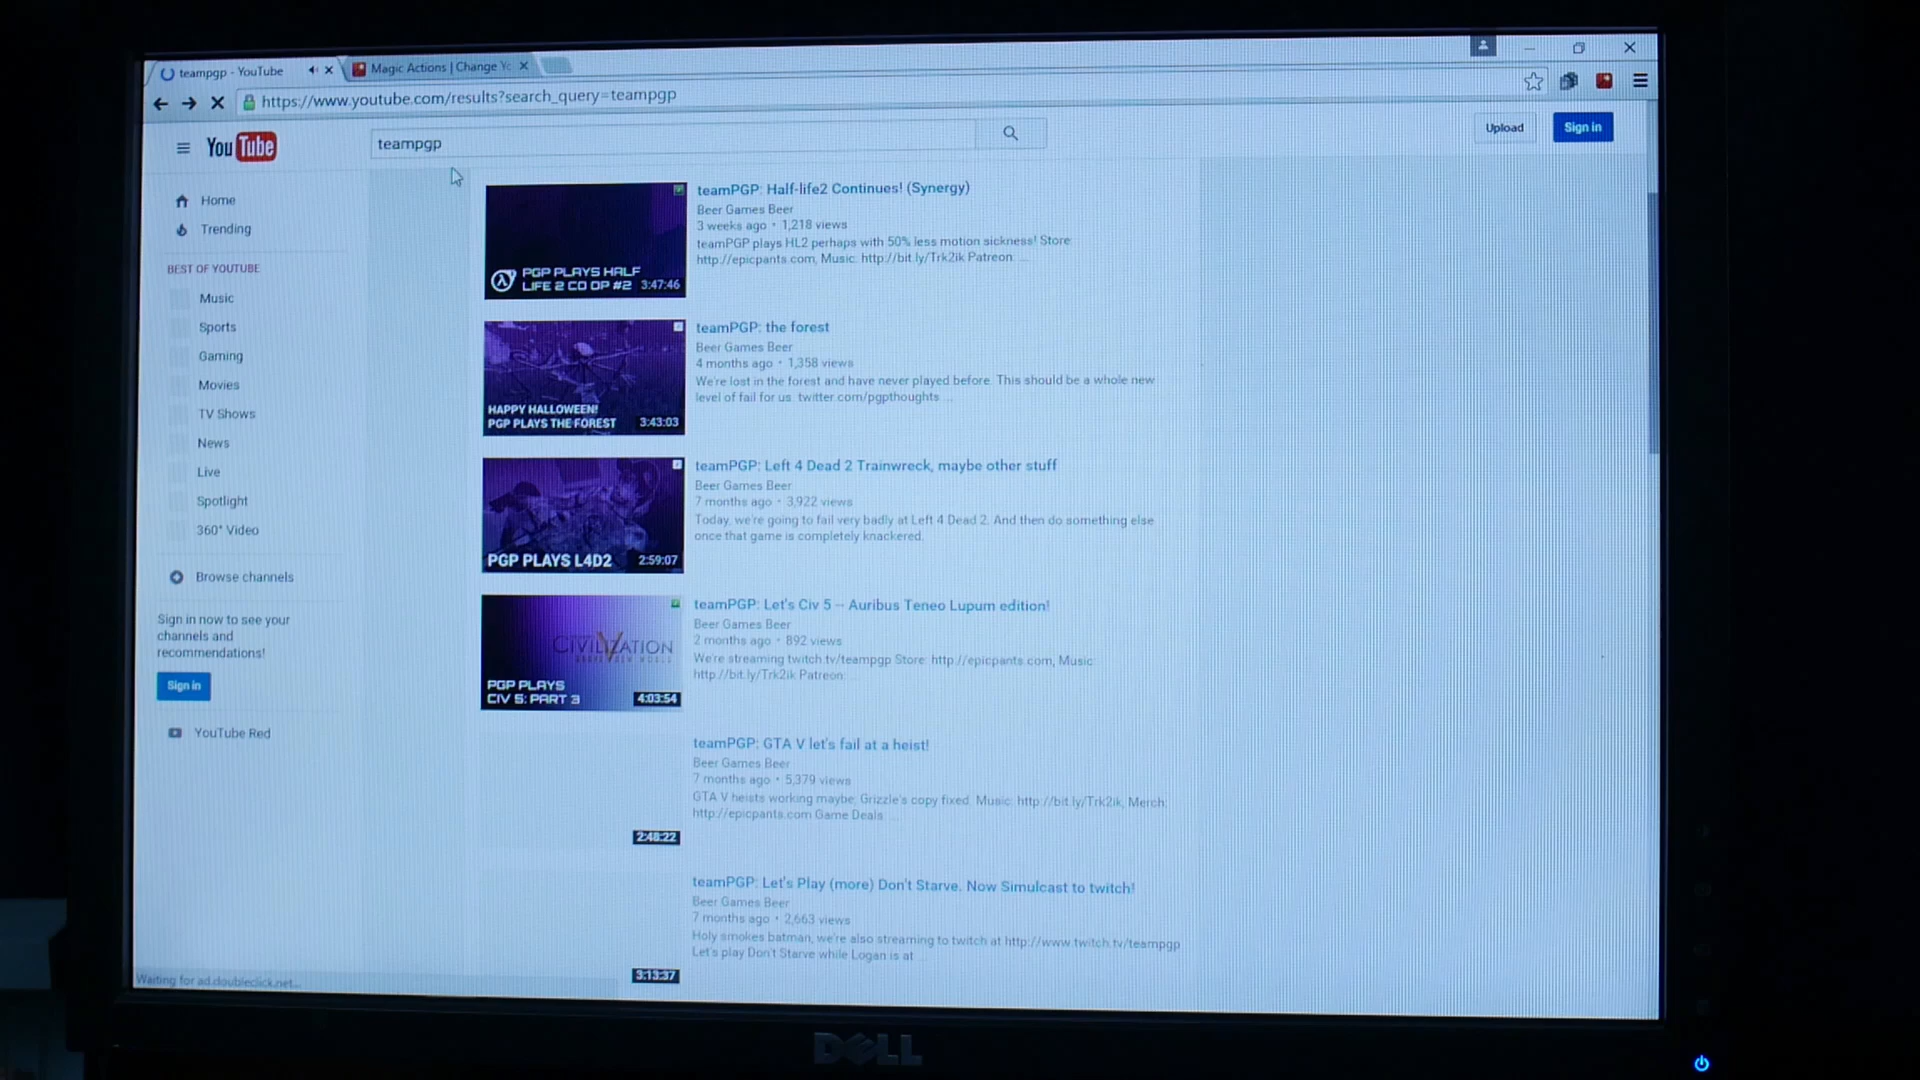 teampgp - YouTube
Magic Actions | Change Yo
https://www.youtube.com/results?search_query=teampgp
YouTube
teampgp
Upload
Sign in
Home
Trending
BEST OF YOUTUBE
Music
Sports
Gaming
Movies
TV Shows
News
Live
Spotlight
360° Video
Browse channels
Sign in now to see your
channels and
recommendations!
Sign in
YouTube Red
PGP PLAYS HALF
LIFE 2 CO OP #2 3:47:46
teamPGP: Half-life2 Continues! (Synergy)
Beer Games Beer
3 weeks ago • 1,218 views
teamPGP plays HL2 perhaps with 50% less motion sickness! Store:
http://epicpants.com, Music: http://bit.ly/Trk2ik Patreon: ...
HAPPY HALLOWEEN!
PGP PLAYS THE FOREST 3:43:03
teamPGP: the forest
Beer Games Beer
4 months ago • 1,358 views
We're lost in the forest and have never played before. This should be a whole new
level of fail for us. twitter.com/pgpthoughts ...
PGP PLAYS L4D2 2:59:07
teamPGP: Left 4 Dead 2 Trainwreck, maybe other stuff
Beer Games Beer
7 months ago • 3,922 views
Today, we're going to fail very badly at Left 4 Dead 2. And then do something else
once that game is completely knackered.
CIVILIZATION V
BRAVE NEW WORLD
PGP PLAYS
CIV 5: PART 3 4:03:54
teamPGP: Let's Civ 5 -- Auribus Teneo Lupum edition!
Beer Games Beer
2 months ago • 892 views
We're streaming twitch.tv/teampgp Store: http://epicpants.com, Music:
http://bit.ly/Trk2ik Patreon: ...
2:48:22
teamPGP: GTA V let's fail at a heist!
Beer Games Beer
7 months ago • 5,379 views
GTA V heists working maybe, Grizzle's copy fixed. Music: http://bit.ly/Trk2ik, Merch:
http://epicpants.com Game Deals ...
3:13:37
teamPGP: Let's Play (more) Don't Starve. Now Simulcast to twitch!
Beer Games Beer
7 months ago • 2,663 views
Holy smokes batman, we're also streaming to twitch at http://www.twitch.tv/teampgp
Let's play Don't Starve while Logan is at ...
Waiting for ad.doubleclick.net...
DELL